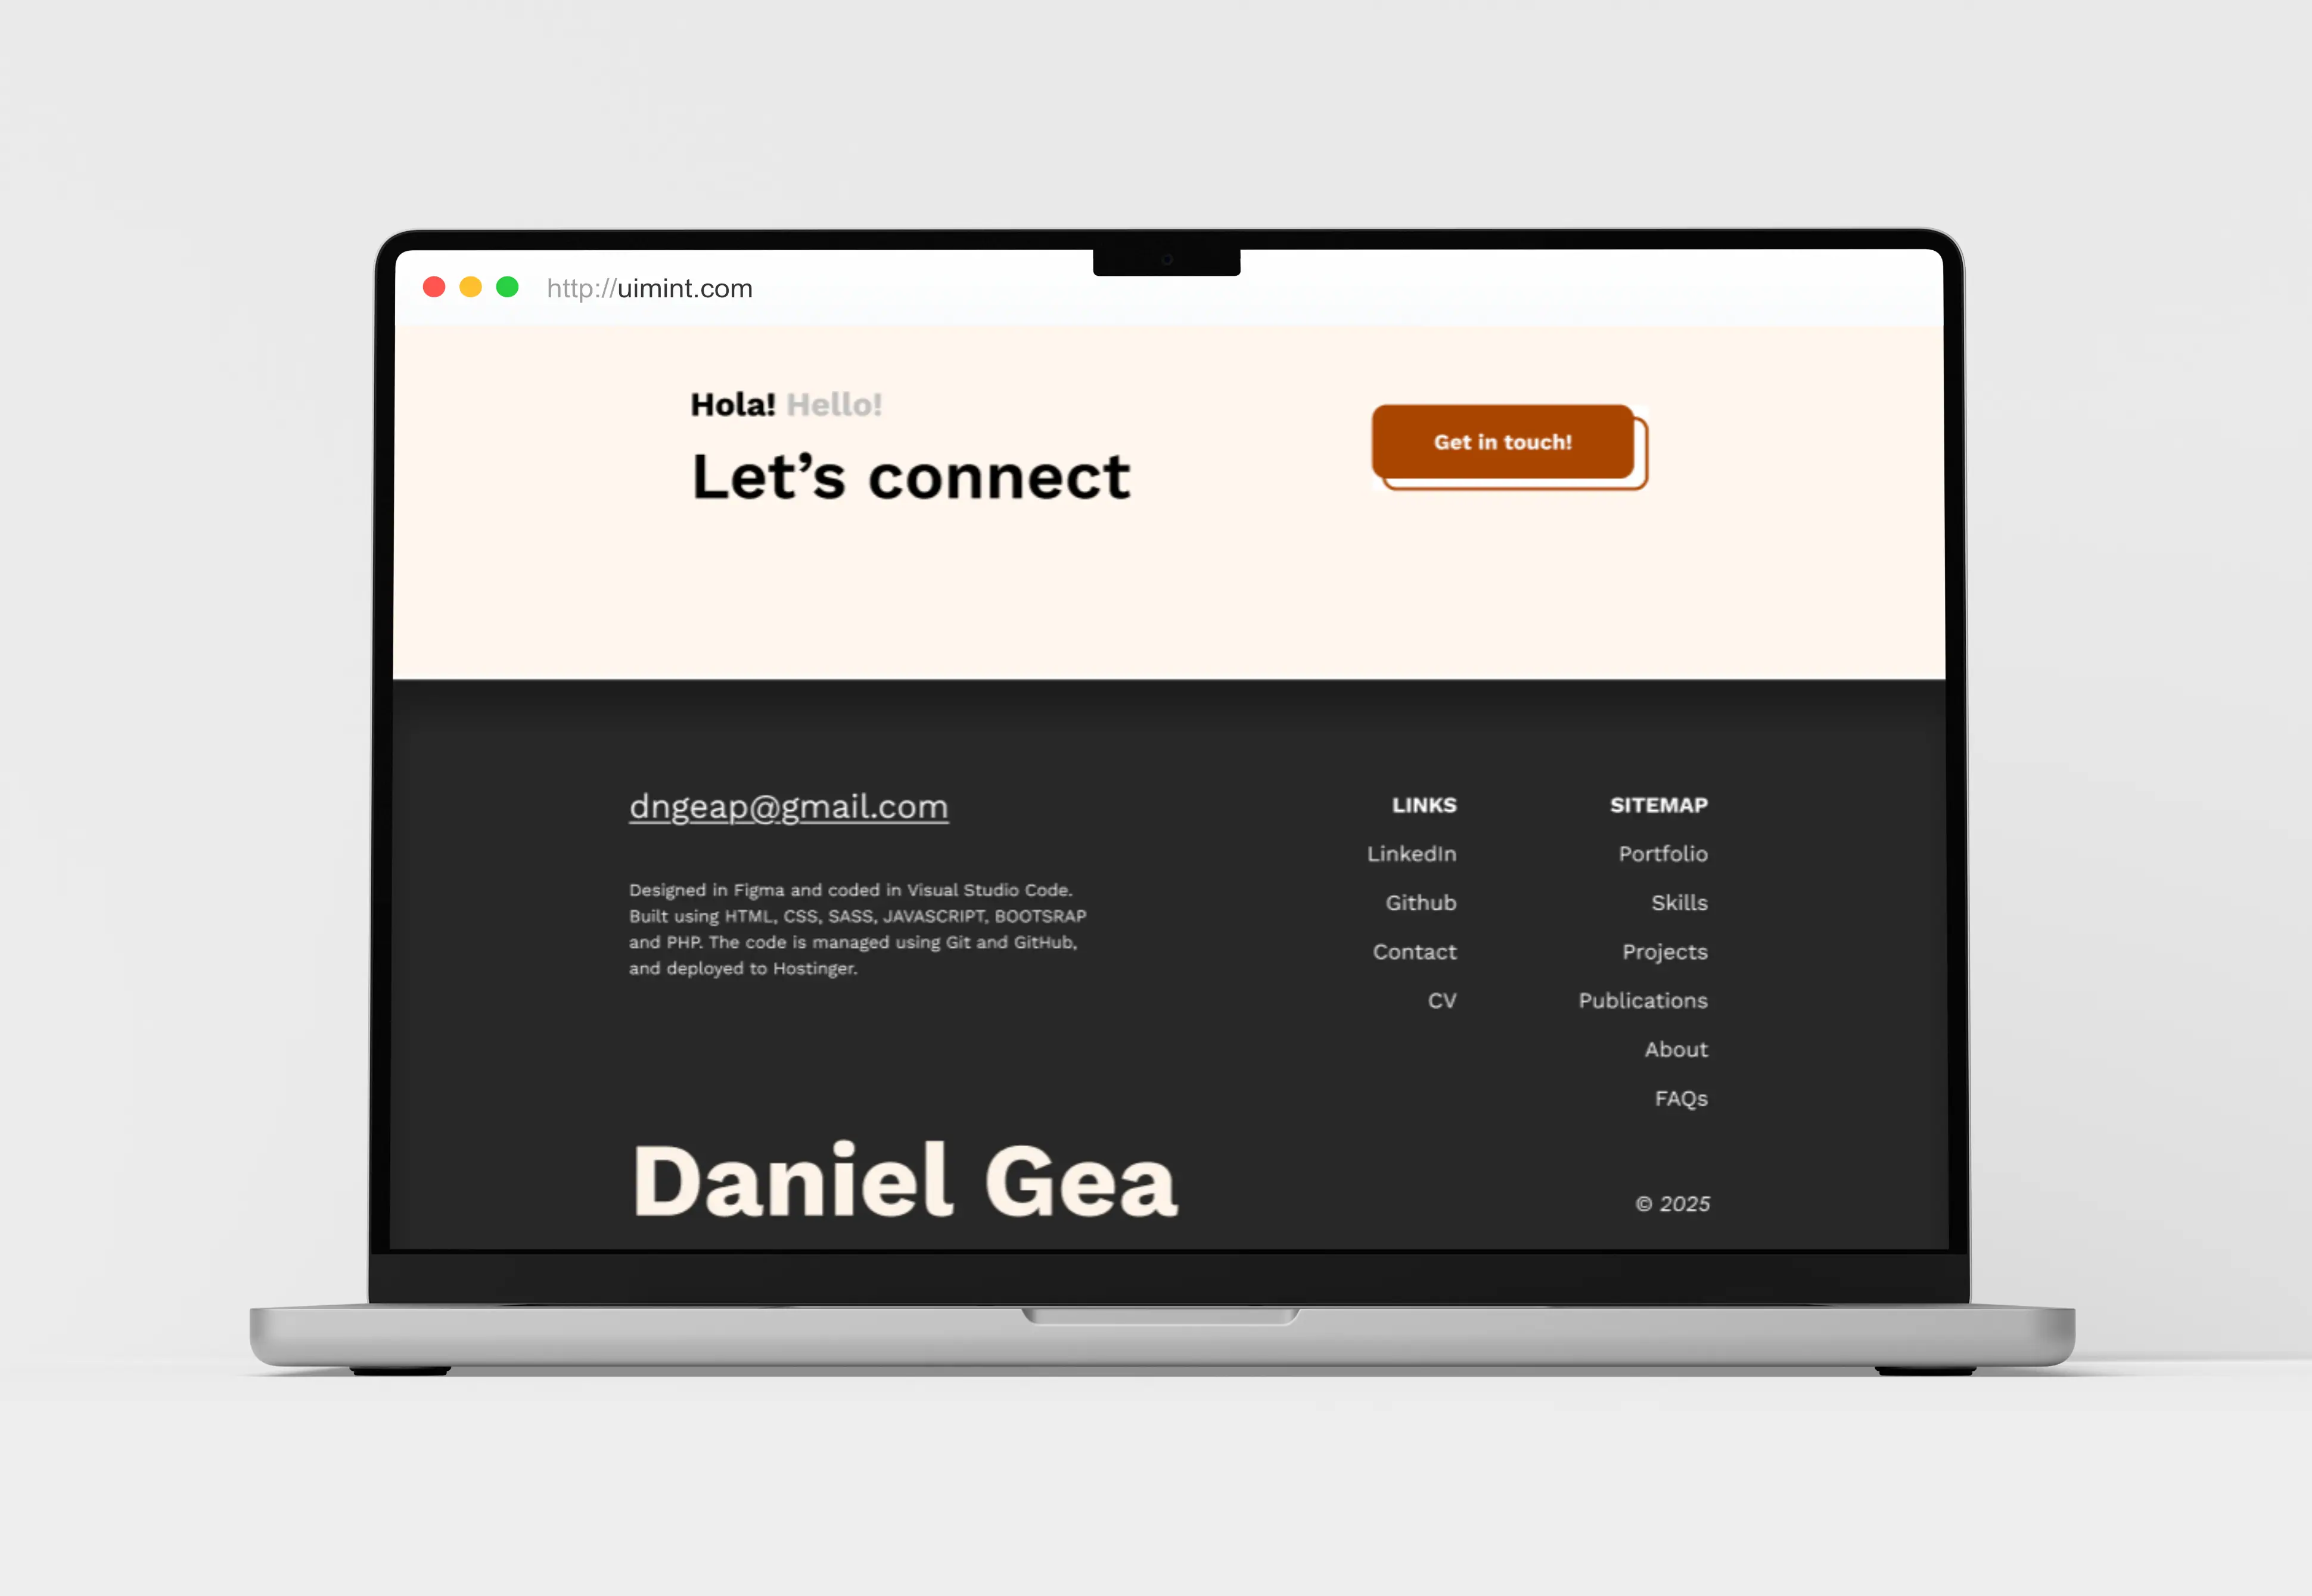 http://uimint.com
Hola! Hello!
Let’s connect
Get in touch!
dngeap@gmail.com
Designed in Figma and coded in Visual Studio Code.
Built using HTML, CSS, SASS, JAVASCRIPT, BOOTSRAP
and PHP. The code is managed using Git and GitHub,
and deployed to Hostinger.
LINKS
LinkedIn
Github
Contact
CV
SITEMAP
Portfolio
Skills
Projects
Publications
About
FAQs
Daniel Gea
© 2025